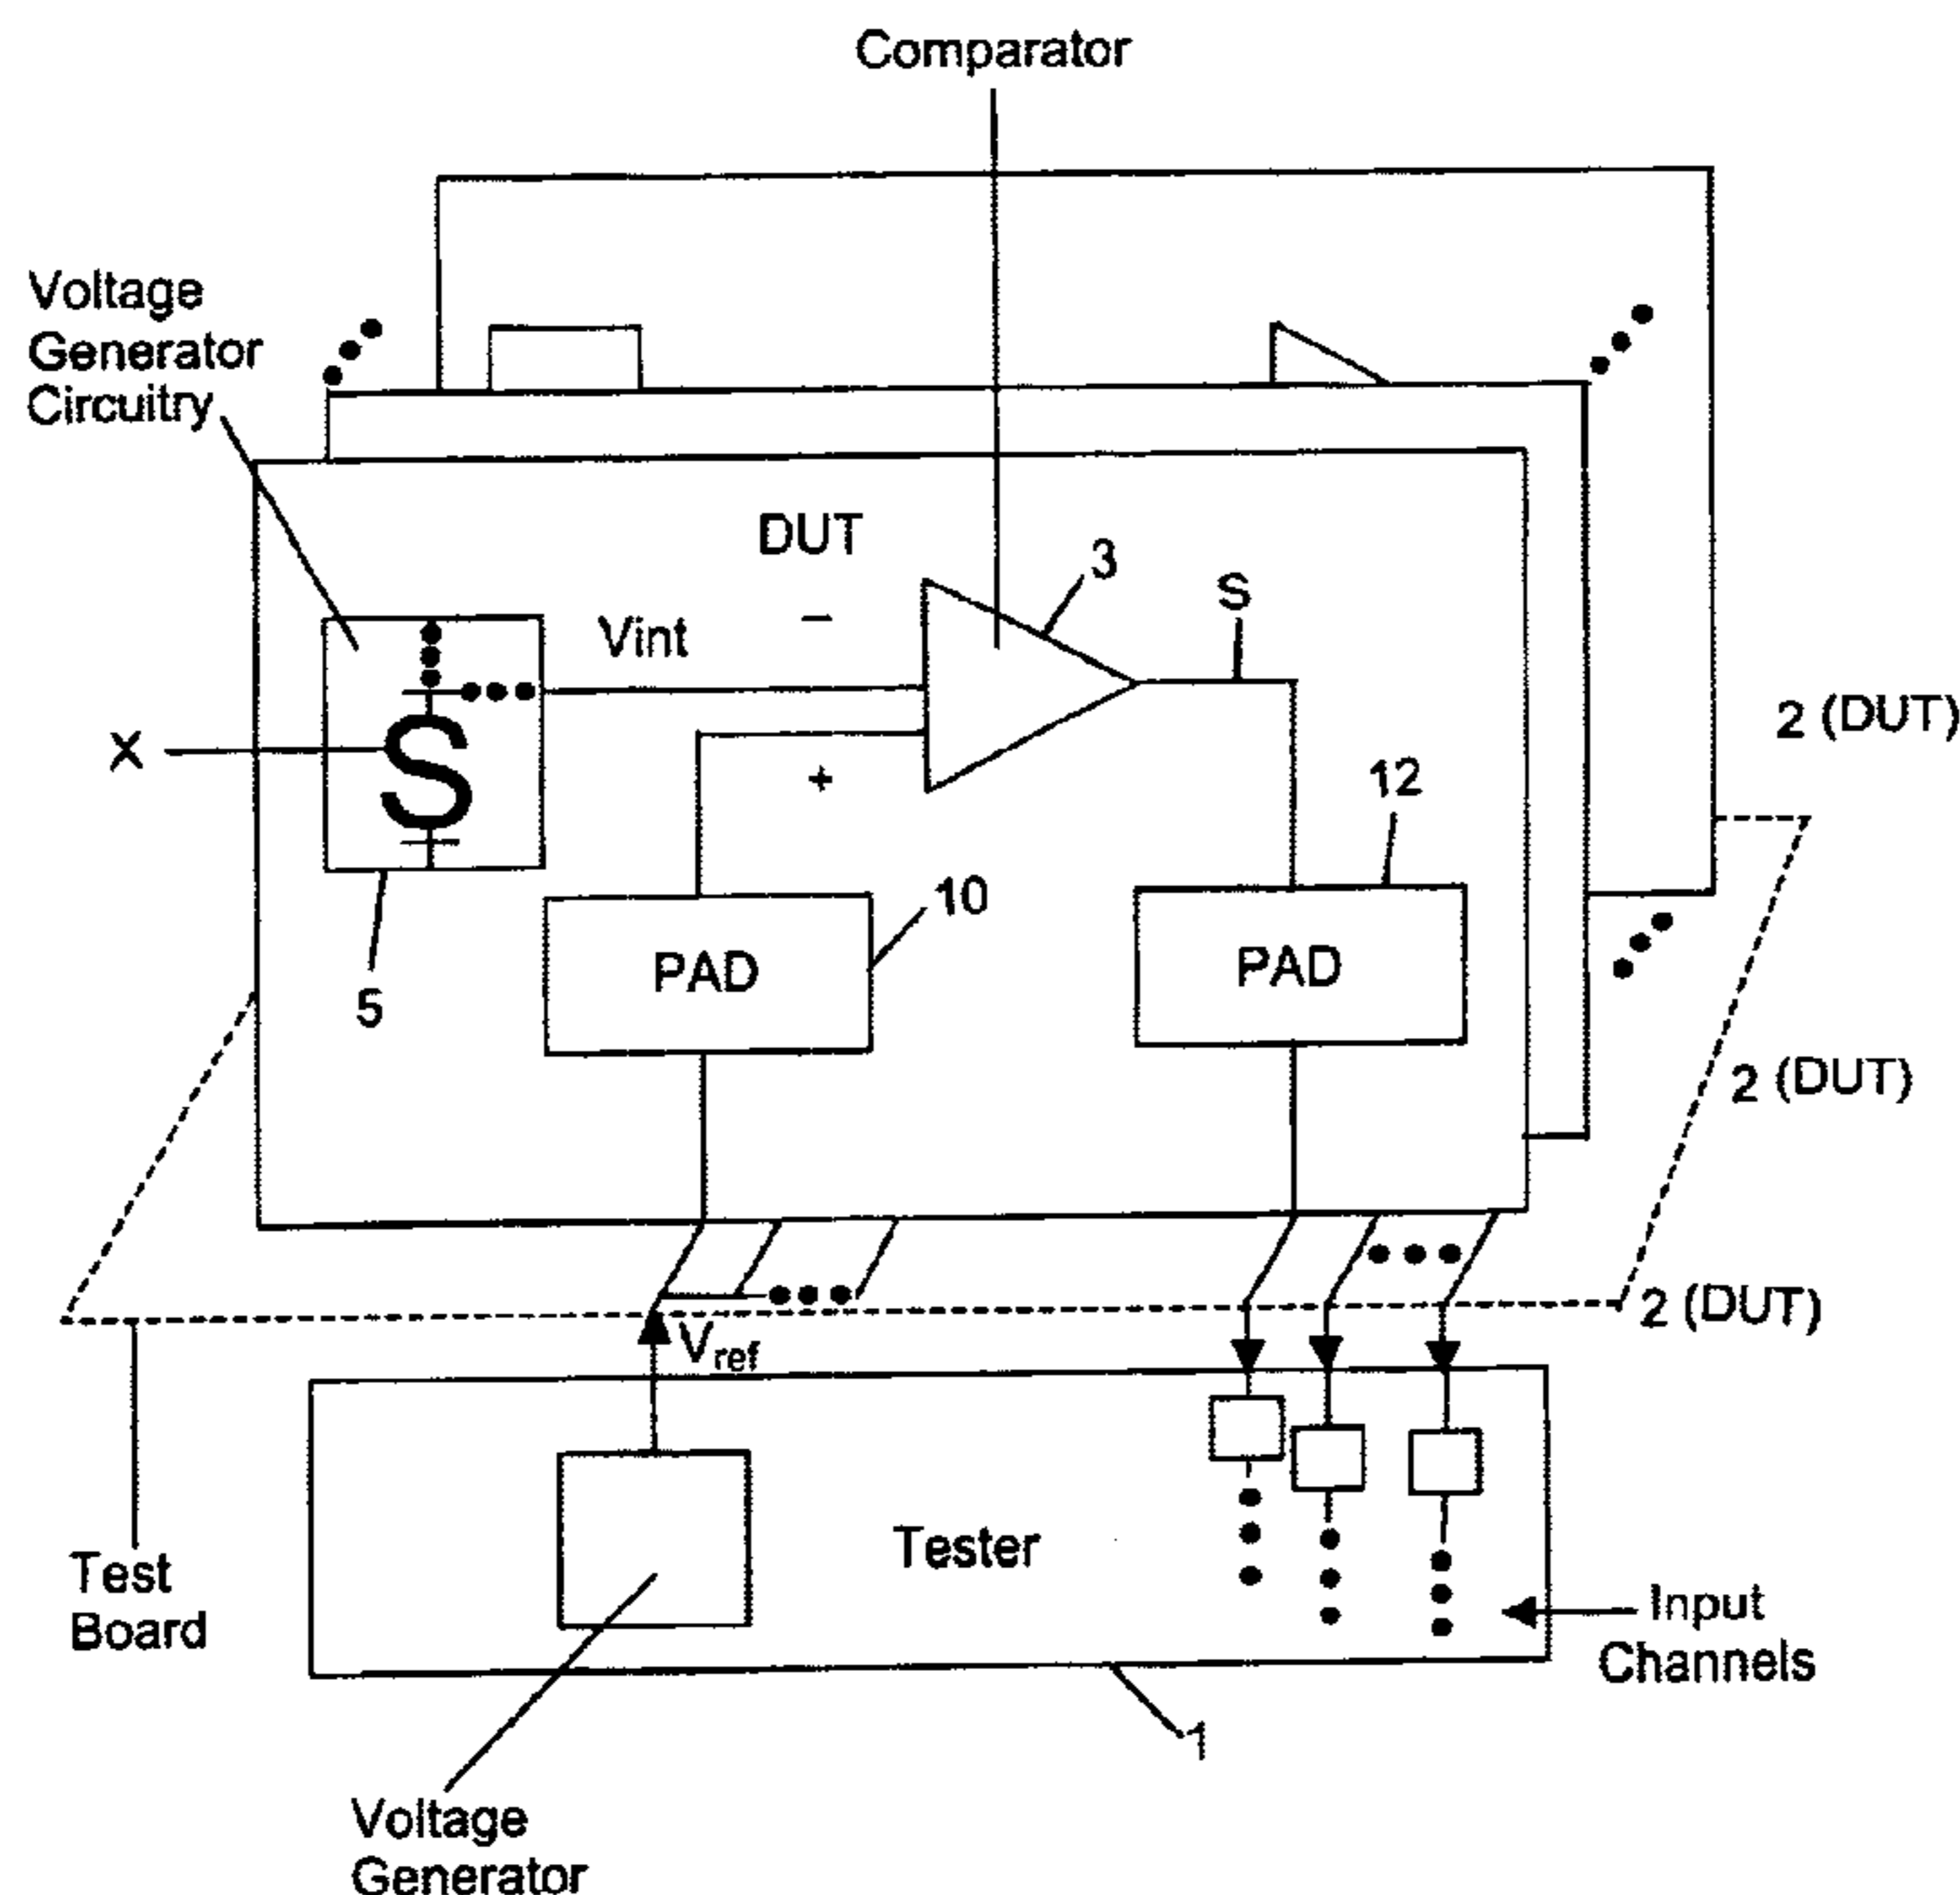 Comparator
Voltage
Generator
Circuitry
DUT
3
S
Vint
−
X
S
+
2 (DUT)
12
10
PAD
PAD
5
2 (DUT)
2 (DUT)
Vref
Test
Board
Tester
Input
Channels
1
Voltage
Generator